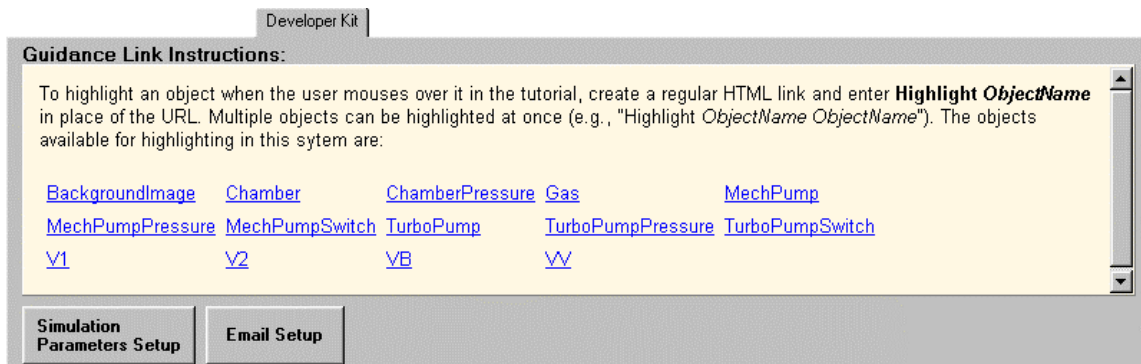 Developer Kit
Guidance Link Instructions:
To highlight an object when the user mouses over it in the tutorial, create a regular HTML link and enter Highlight ObjectName
in place of the URL. Multiple objects can be highlighted at once (e.g., "Highlight ObjectName ObjectName"). The objects
available for highlighting in this sytem are:
BackgroundImage Chamber ChamberPressure Gas MechPump
MechPumpPressure MechPumpSwitch TurboPump TurboPumpPressure TurboPumpSwitch
V1 V2 VB VV
Simulation
Parameters Setup
Email Setup